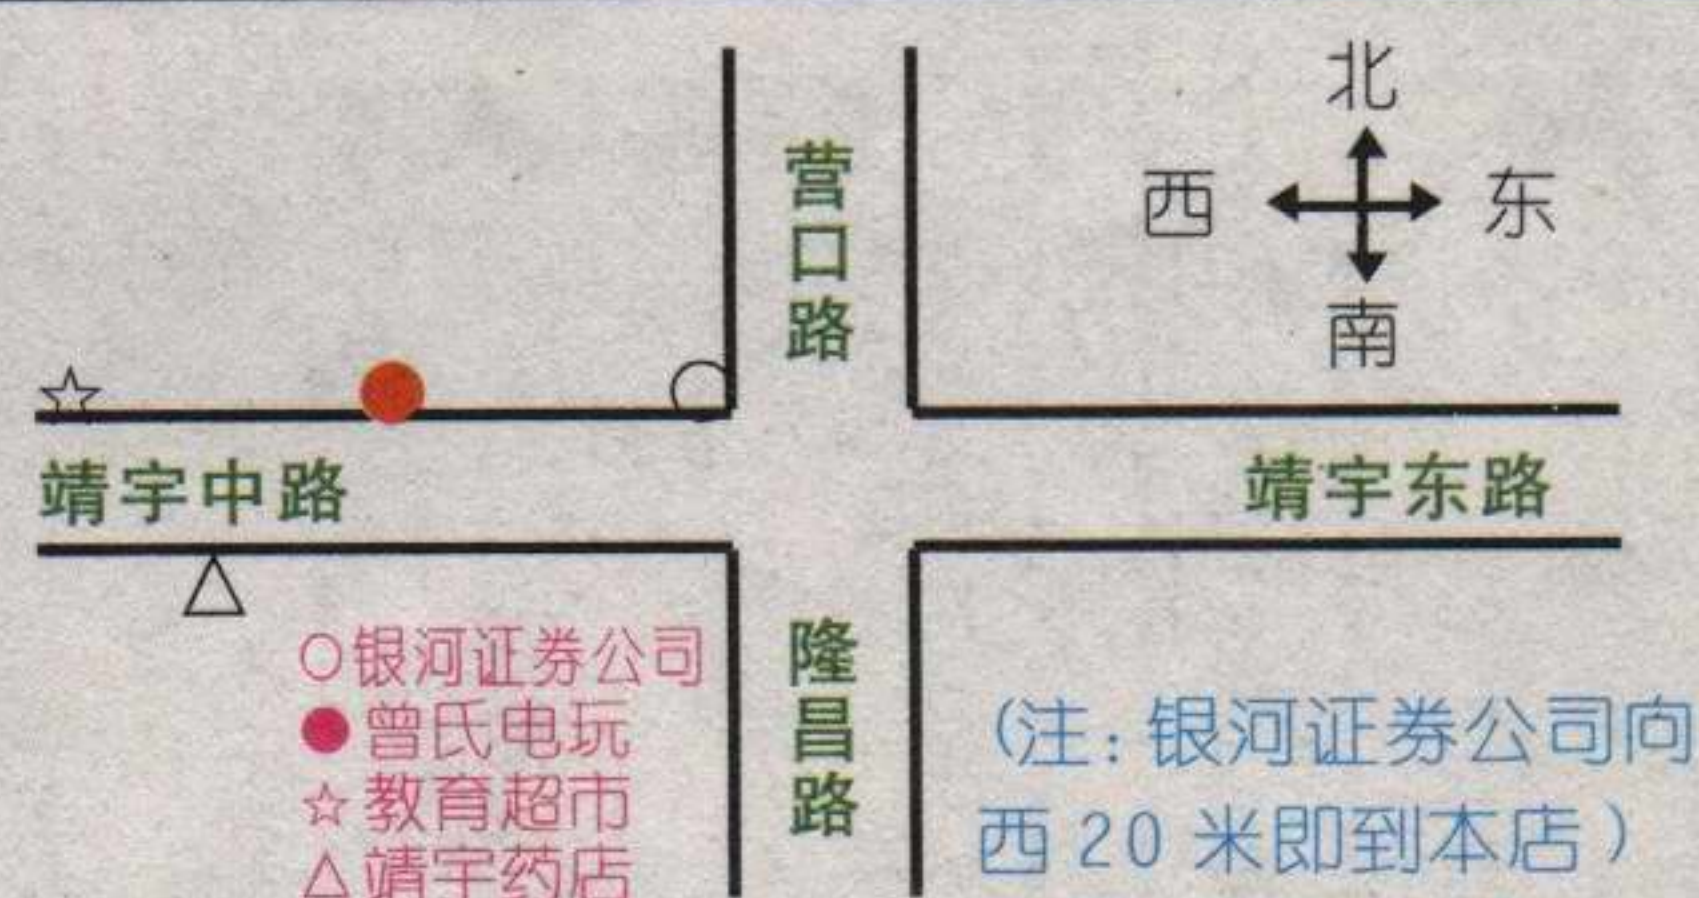 北
西 东
南
营口路
靖宇中路
靖宇东路
隆昌路
○银河证券公司
●曾氏电玩
☆教育超市
△靖宇药店
(注: 银河证券公司向
西 20 米即到本店)